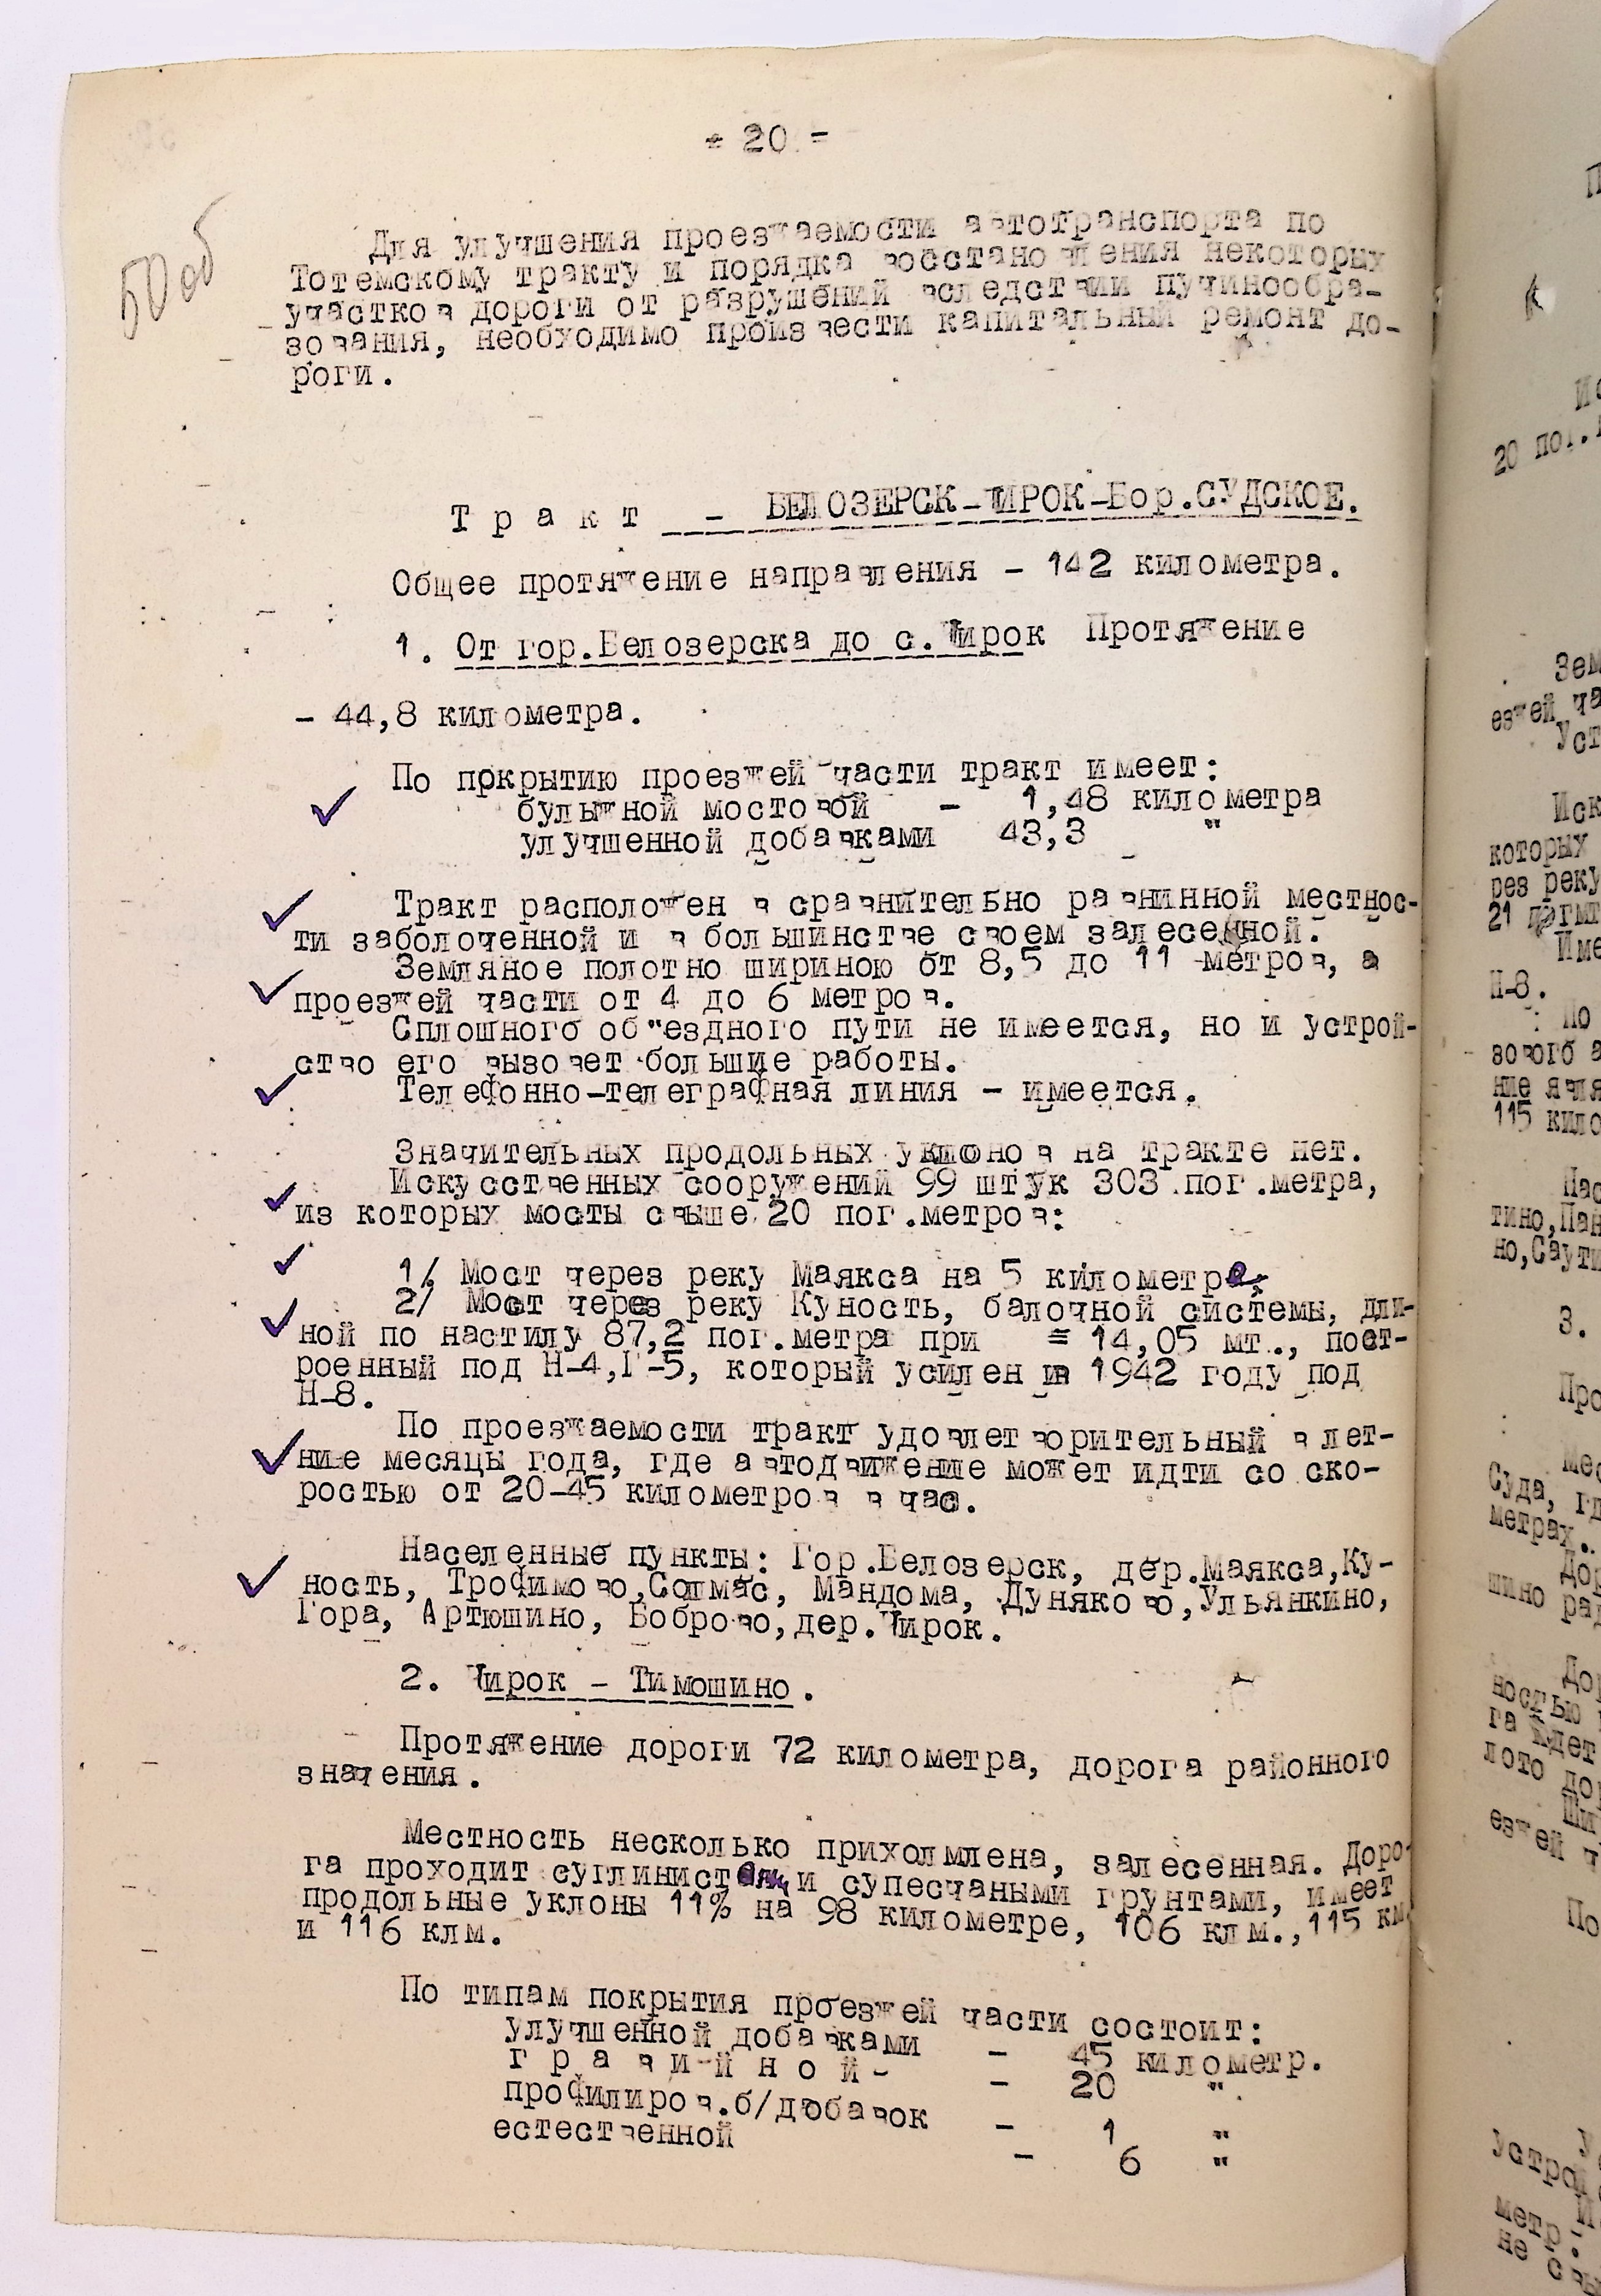 - 20 -
50 об
Для улучшения проезжаемости автотранспорта по
Тотемскому тракту и порядка восстановления некоторых
участков дороги от разрушений вследствии пучинообра-
зования, необходимо произвести капитальный ремонт до-
роги.
Тракт - БЕЛОЗЕРСК-ЧИРОК-Бор.СУДСКОЕ.
Общее протяжение направления - 142 километра.
1. От гор.Белозерска до с.Чирок Протяжение
- 44,8 километра.
По покрытию проезжей части тракт имеет:
булыжной мостовой - 1,48 километра
улучшенной добавками 43,3 "
Тракт расположен в сравнительно равнинной местнос-
ти заболоченной и в большинстве своем залесенной.
Земляное полотно шириною от 8,5 до 11 метров, а
проезжей части от 4 до 6 метров.
Сплошного об"ездного пути не имеется, но и устрой-
ство его вызовет большие работы.
Телефонно-телеграфная линия - имеется.
Значительных продольных уклонов на тракте нет.
Искусственных сооружений 99 штук 303 пог.метра,
из которых мосты свыше 20 пог.метров:
1/ Мост через реку Маякса на 5 километре,
2/ Мост через реку Куность, балочной системы, дли-
ной по настилу 87,2 пог.метра при = 14,05 мт., пост-
роенный под Н-4,Г-5, который усилен в 1942 году под
Н-8.
По проезжаемости тракт удовлетворительный в лет-
ние месяцы года, где автодвижение может идти со ско-
ростью от 20-45 километров в час.
Населенные пункты: Гор.Белозерск, дер.Маякса,Ку-
ность, Трофимово,Солмас, Мандома, Дуняково,Ульянкино,
Гора, Артюшино, Боброво,дер.Чирок.
2. Чирок - Тимошино.
Протяжение дороги 72 километра, дорога районного
значения.
Местность несколько прихолмлена, залесенная. Доро-
га проходит суглинистыми и супесчаными грунтами, имеет
продольные уклоны 11% на 98 километре, 106 клм.,115 км.
и 116 клм.
По типам покрытия проезжей части состоит:
улучшенной добавками - 45 километр.
гравийной - 20 "
профилиров.б/добавок - 1 "
естественной - 6 "